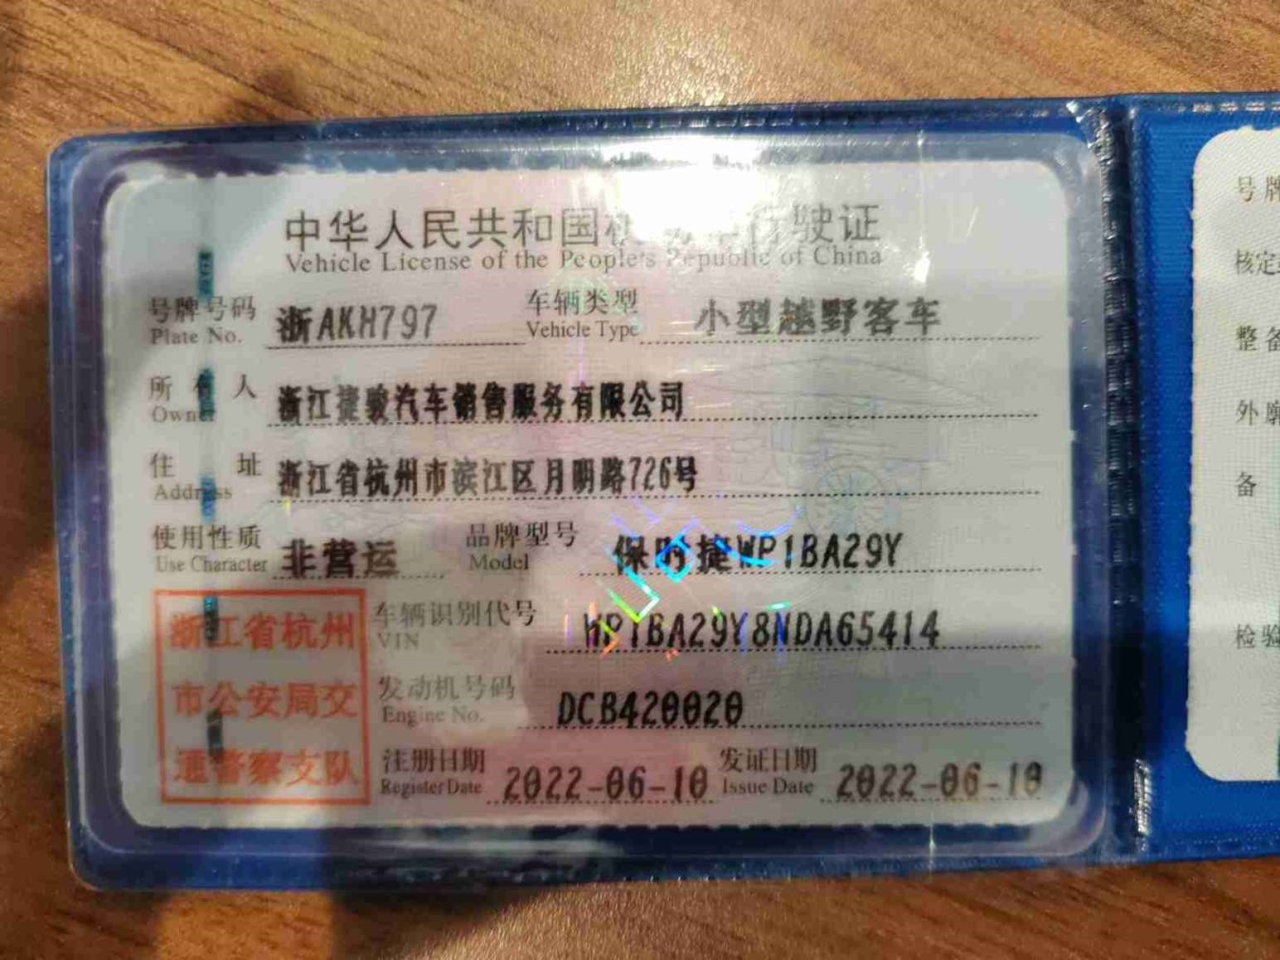 中华人民共和国机动车行驶证
Vehicle License of the People's Republic of China
号牌号码 浙AKH797 车辆类型 小型越野客车
Plate No. Vehicle Type
所有人 浙江捷骏汽车销售服务有限公司
Owner
住址 浙江省杭州市滨江区月明路726号
Address
使用性质 非营运 品牌型号 保时捷WP1BA29Y
Use Character Model
浙江省杭州
市公安局交
通警察支队
车辆识别代号 WP1BA29Y8NDA65414
VIN
发动机号码 DCB420020
Engine No.
注册日期 2022-06-10 发证日期 2022-06-10
Register Date Issue Date
号牌
核定
整备
外廓
备
检验